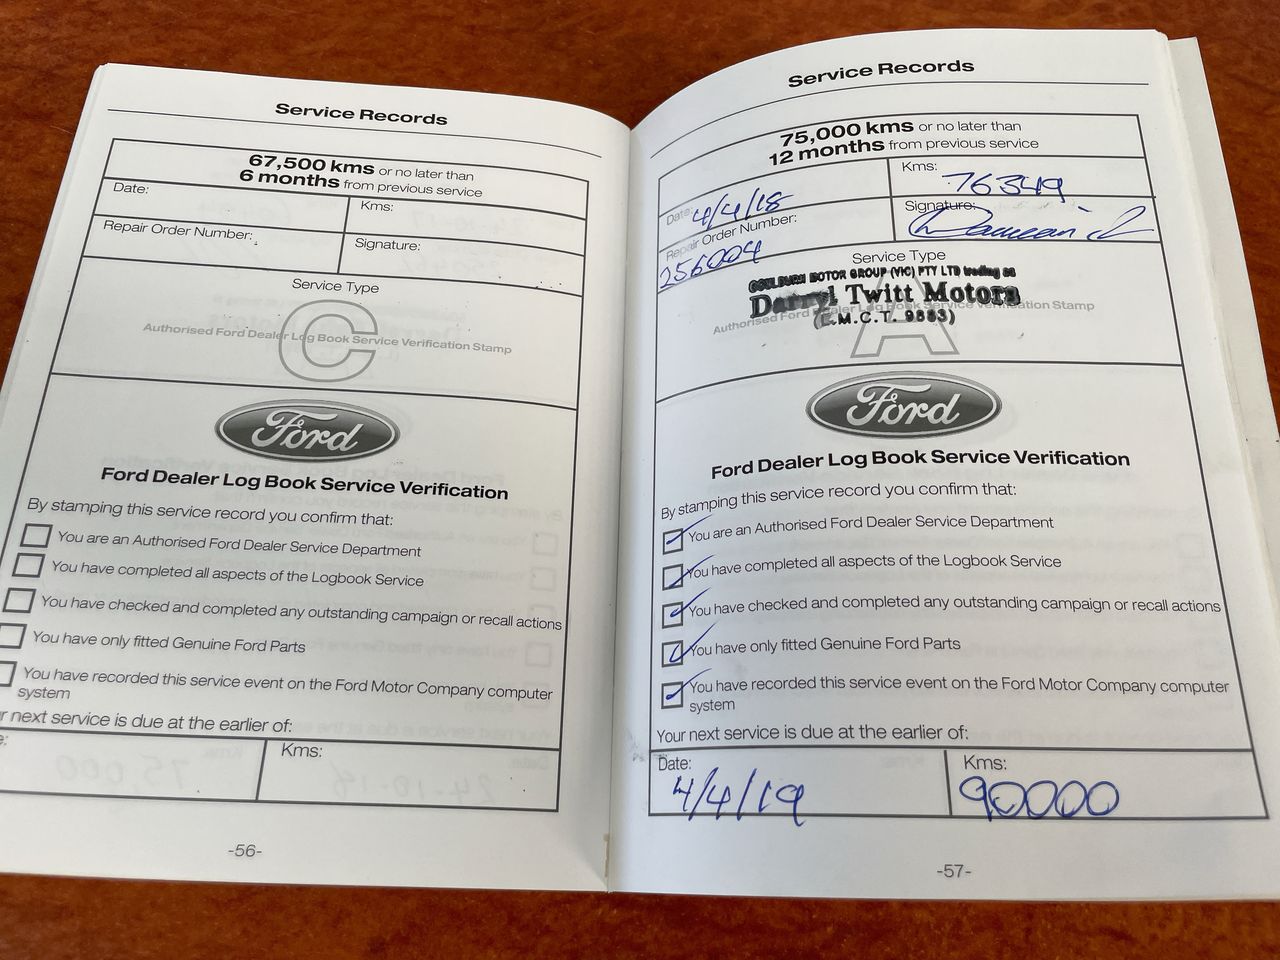 Service Records
67,500 kms or no later than
6 months from previous service
Date:
Kms:
Repair Order Number:
Signature:
Service Type
C
Authorised Ford Dealer Log Book Service Verification Stamp
Ford
Ford Dealer Log Book Service Verification
By stamping this service record you confirm that:
You are an Authorised Ford Dealer Service Department
You have completed all aspects of the Logbook Service
You have checked and completed any outstanding campaign or recall actions
You have only fitted Genuine Ford Parts
You have recorded this service event on the Ford Motor Company computer
system
r next service is due at the earlier of:
Kms:
-56-
Service Records
75,000 kms or no later than
12 months from previous service
Date: 4/4/18
Kms: 76349
Repair Order Number:
256004
Signature:
Service Type
A
GOULBURN MOTOR GROUP (VIC) PTY LTD trading as
Darryl Twitt Motors
(L.M.C.T. 9883)
Authorised Ford Dealer Log Book Service Verification Stamp
Ford
Ford Dealer Log Book Service Verification
By stamping this service record you confirm that:
You are an Authorised Ford Dealer Service Department
You have completed all aspects of the Logbook Service
You have checked and completed any outstanding campaign or recall actions
You have only fitted Genuine Ford Parts
You have recorded this service event on the Ford Motor Company computer
system
Your next service is due at the earlier of:
Date:
4/4/19
Kms:
90000
-57-